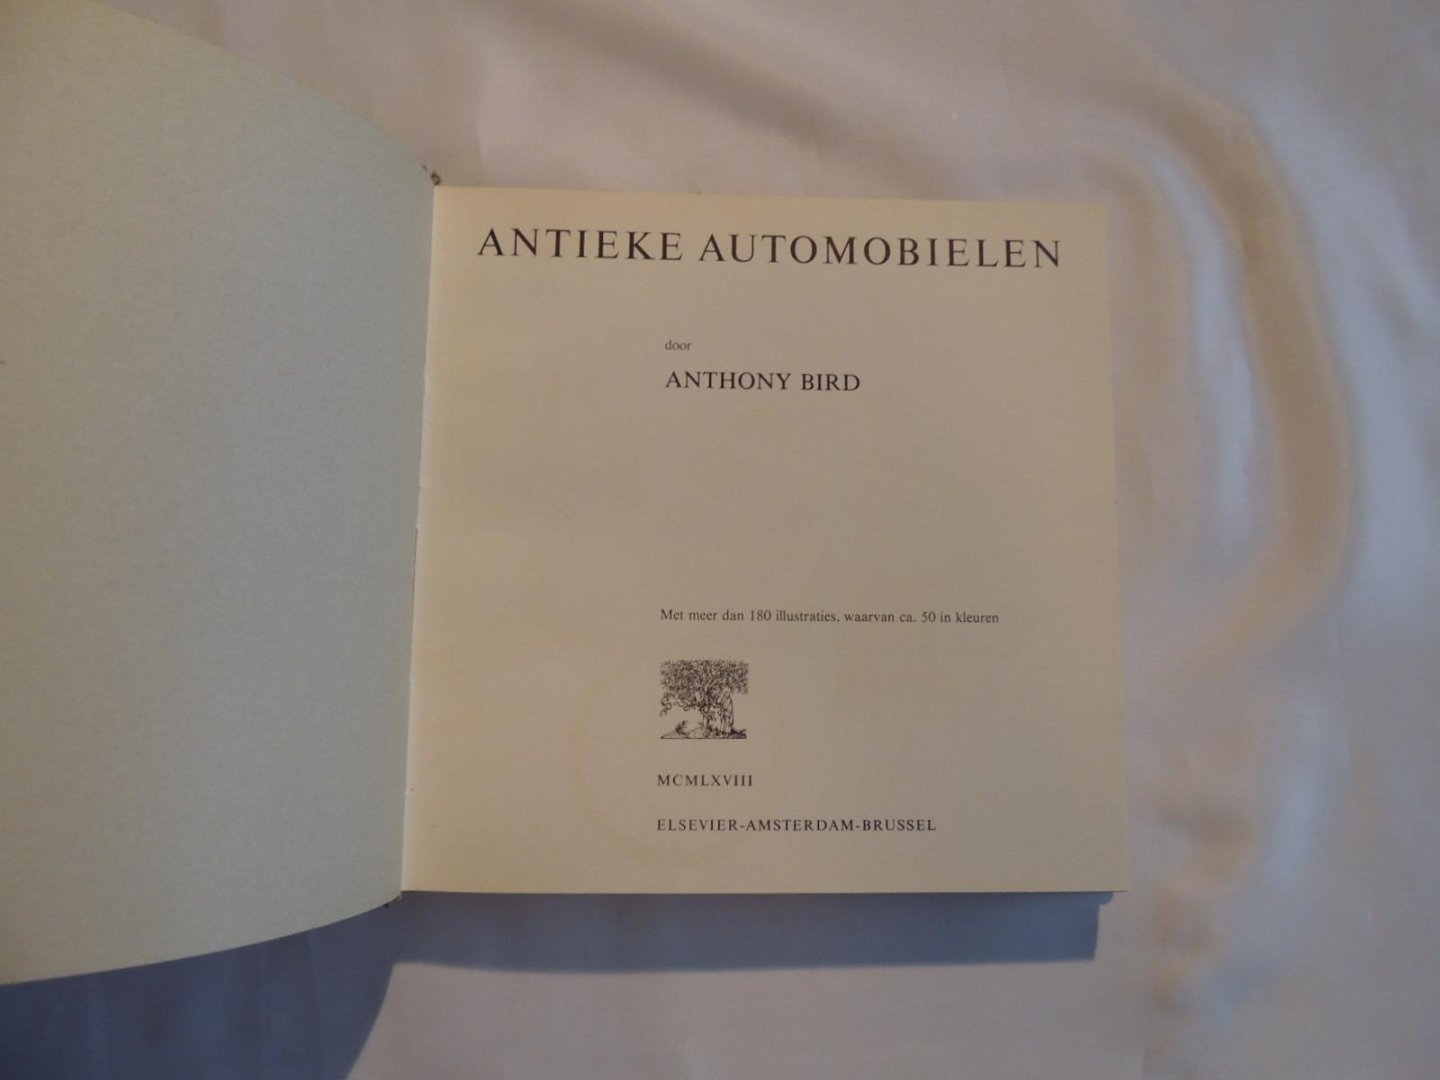 ANTIEKE AUTOMOBIELEN
door
ANTHONY BIRD
Met meer dan 180 illustraties, waarvan ca. 50 in kleuren
MCMLXVIII
ELSEVIER-AMSTERDAM-BRUSSEL